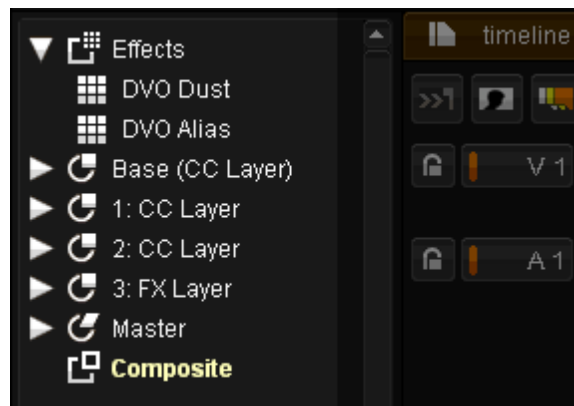 Effects
DVO Dust
DVO Alias
Base (CC Layer)
1: CC Layer
2: CC Layer
3: FX Layer
Master
Composite
timeline
V 1
A 1